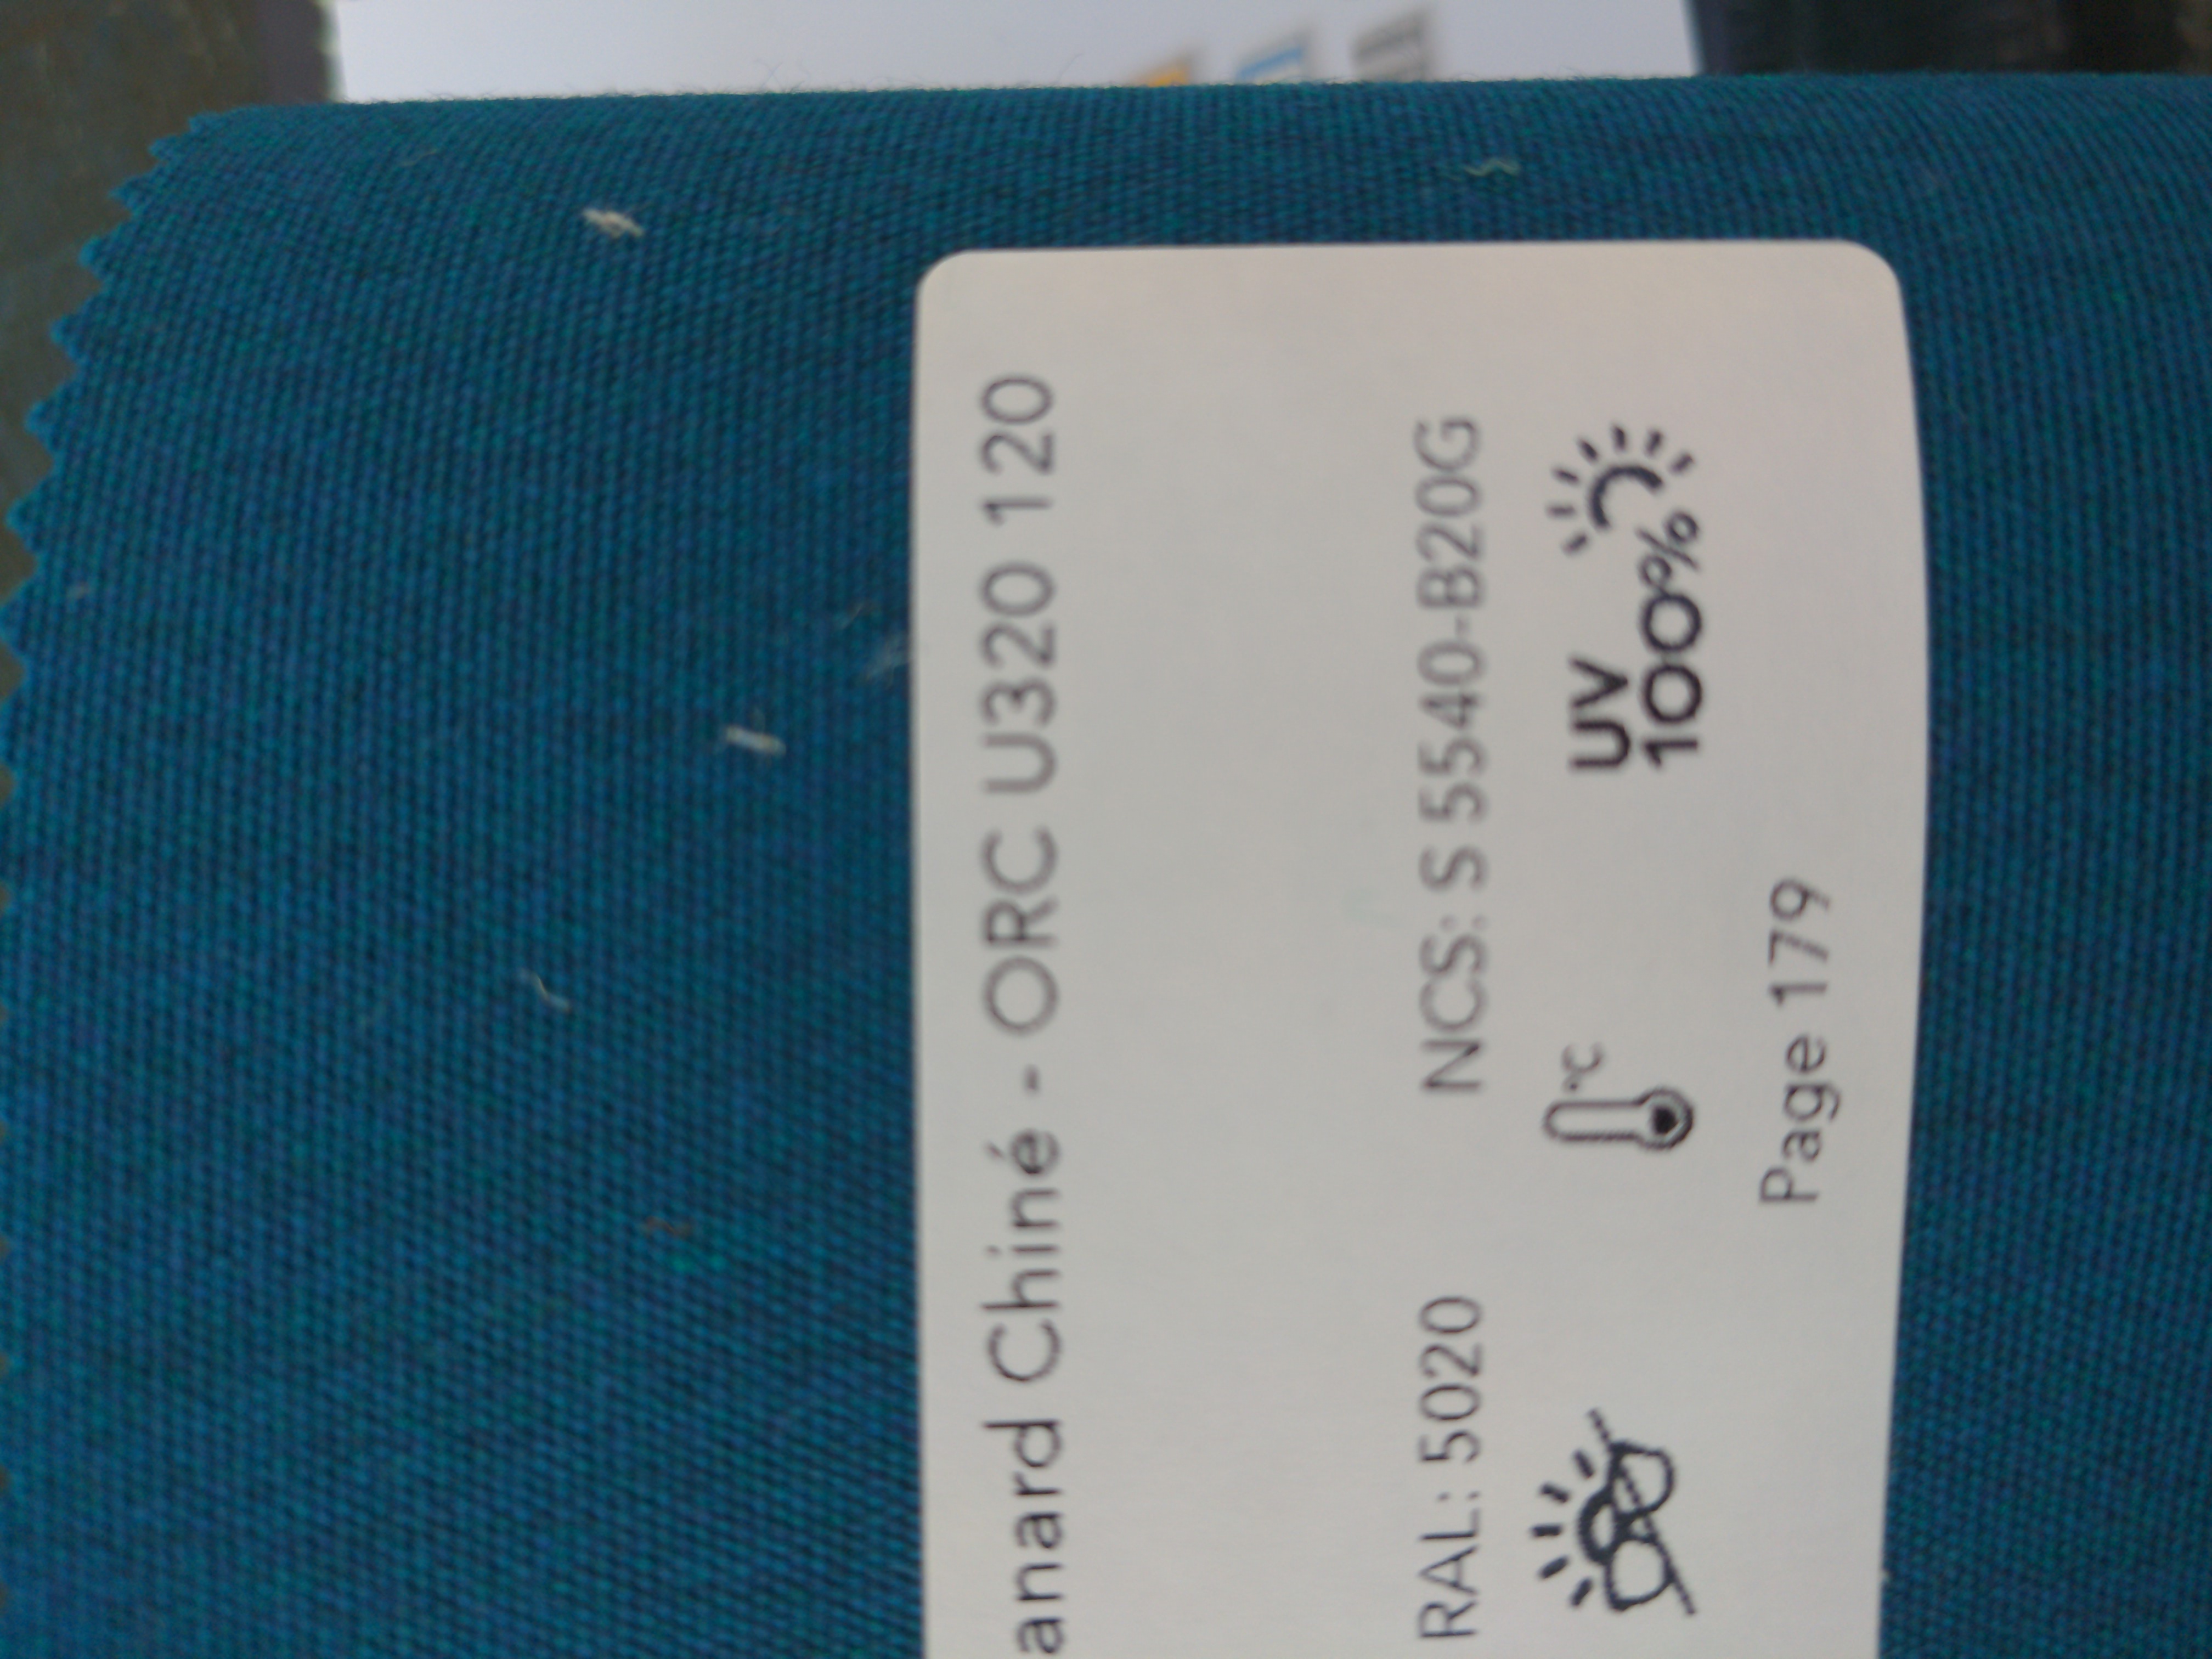 anard Chiné - ORC U320 120
RAL: 5020 NCS: S 5540-B20G
°C UV 100%
Page 179